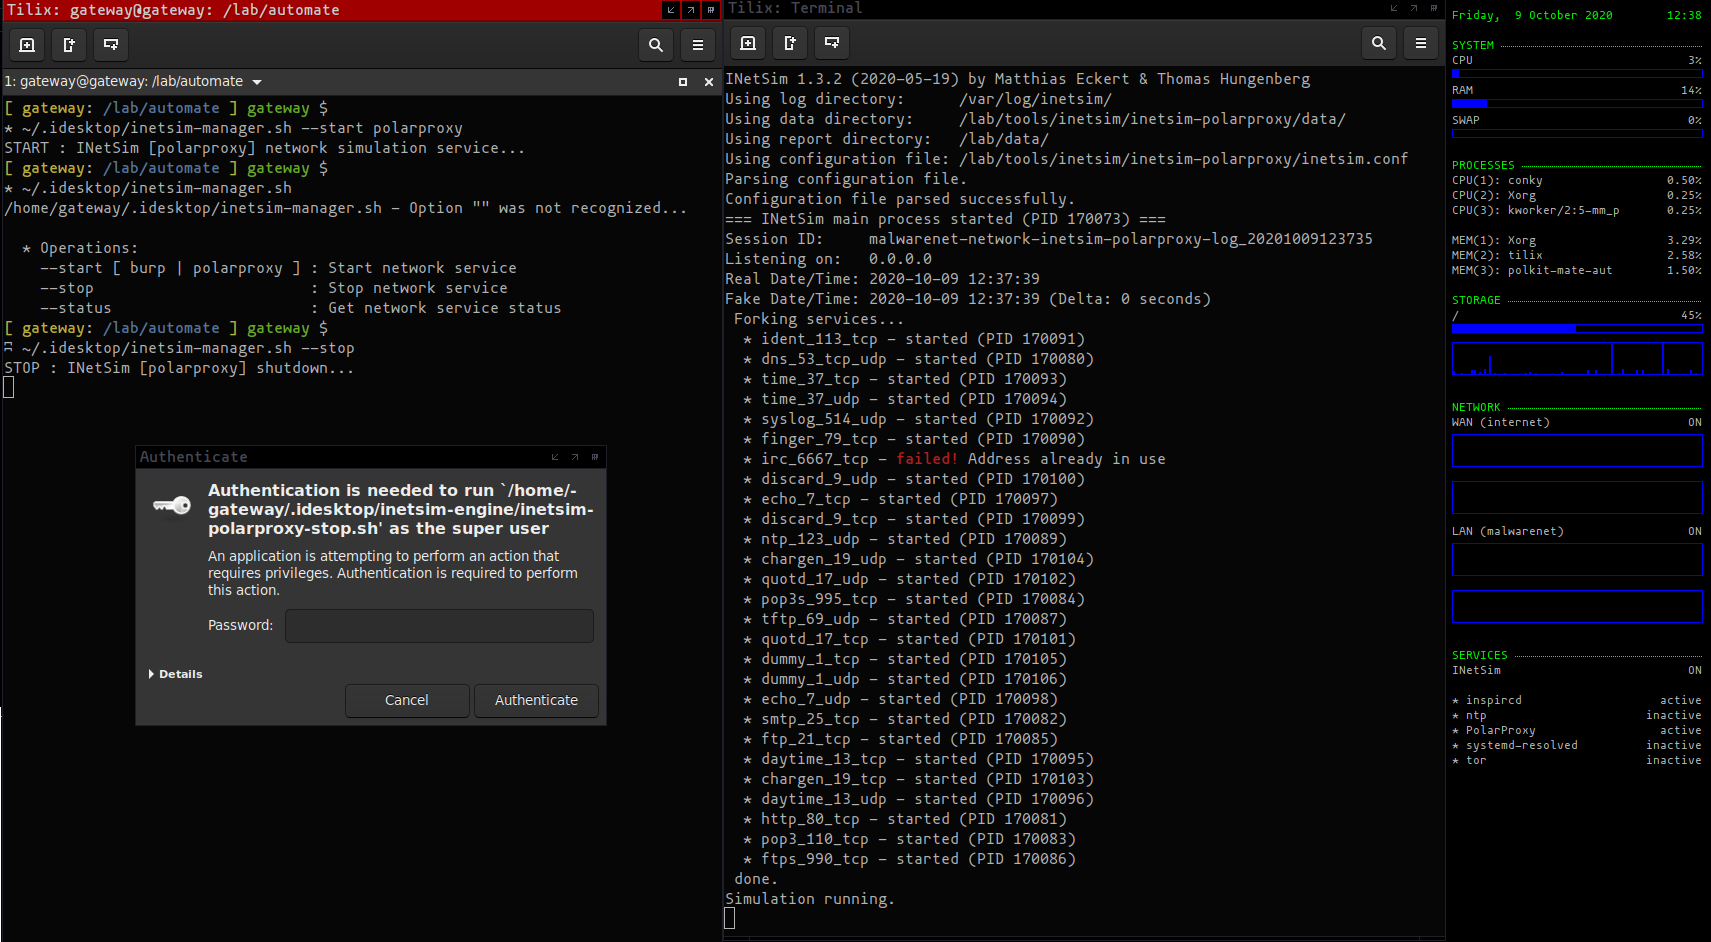 Tilix: gateway@gateway: /lab/automate
1: gateway@gateway: /lab/automate
[ gateway: /lab/automate ] gateway $
* ~/.idesktop/inetsim-manager.sh --start polarproxy
START : INetSim [polarproxy] network simulation service...
[ gateway: /lab/automate ] gateway $
* ~/.idesktop/inetsim-manager.sh
/home/gateway/.idesktop/inetsim-manager.sh - Option "" was not recognized...
* Operations:
--start [ burp | polarproxy ] : Start network service
--stop : Stop network service
--status : Get network service status
[ gateway: /lab/automate ] gateway $
* ~/.idesktop/inetsim-manager.sh --stop
STOP : INetSim [polarproxy] shutdown...
Authenticate
Authentication is needed to run `/home/-
gateway/.idesktop/inetsim-engine/inetsim-
polarproxy-stop.sh' as the super user
An application is attempting to perform an action that
requires privileges. Authentication is required to perform
this action.
Password:
Details
Cancel
Authenticate
Tilix: Terminal
INetSim 1.3.2 (2020-05-19) by Matthias Eckert & Thomas Hungenberg
Using log directory: /var/log/inetsim/
Using data directory: /lab/tools/inetsim/inetsim-polarproxy/data/
Using report directory: /lab/data/
Using configuration file: /lab/tools/inetsim/inetsim-polarproxy/inetsim.conf
Parsing configuration file.
Configuration file parsed successfully.
=== INetSim main process started (PID 170073) ===
Session ID: malwarenet-network-inetsim-polarproxy-log_20201009123735
Listening on: 0.0.0.0
Real Date/Time: 2020-10-09 12:37:39
Fake Date/Time: 2020-10-09 12:37:39 (Delta: 0 seconds)
Forking services...
* ident_113_tcp - started (PID 170091)
* dns_53_tcp_udp - started (PID 170080)
* time_37_tcp - started (PID 170093)
* time_37_udp - started (PID 170094)
* syslog_514_udp - started (PID 170092)
* finger_79_tcp - started (PID 170090)
* irc_6667_tcp - failed! Address already in use
* discard_9_udp - started (PID 170100)
* echo_7_tcp - started (PID 170097)
* discard_9_tcp - started (PID 170099)
* ntp_123_udp - started (PID 170089)
* chargen_19_udp - started (PID 170104)
* quotd_17_udp - started (PID 170102)
* pop3s_995_tcp - started (PID 170084)
* tftp_69_udp - started (PID 170087)
* quotd_17_tcp - started (PID 170101)
* dummy_1_tcp - started (PID 170105)
* dummy_1_udp - started (PID 170106)
* echo_7_udp - started (PID 170098)
* smtp_25_tcp - started (PID 170082)
* ftp_21_tcp - started (PID 170085)
* daytime_13_tcp - started (PID 170095)
* chargen_19_tcp - started (PID 170103)
* daytime_13_udp - started (PID 170096)
* http_80_tcp - started (PID 170081)
* pop3_110_tcp - started (PID 170083)
* ftps_990_tcp - started (PID 170086)
done.
Simulation running.
Friday, 9 October 2020 12:38
SYSTEM
CPU 3%
RAM 14%
SWAP 0%
PROCESSES
CPU(1): conky 0.50%
CPU(2): Xorg 0.25%
CPU(3): kworker/2:5-mm_p 0.25%
MEM(1): Xorg 3.29%
MEM(2): tilix 2.58%
MEM(3): polkit-mate-aut 1.50%
STORAGE
/ 45%
NETWORK
WAN (internet) ON
LAN (malwarenet) ON
SERVICES
INetSim ON
* inspircd active
* ntp inactive
* PolarProxy active
* systemd-resolved inactive
* tor inactive